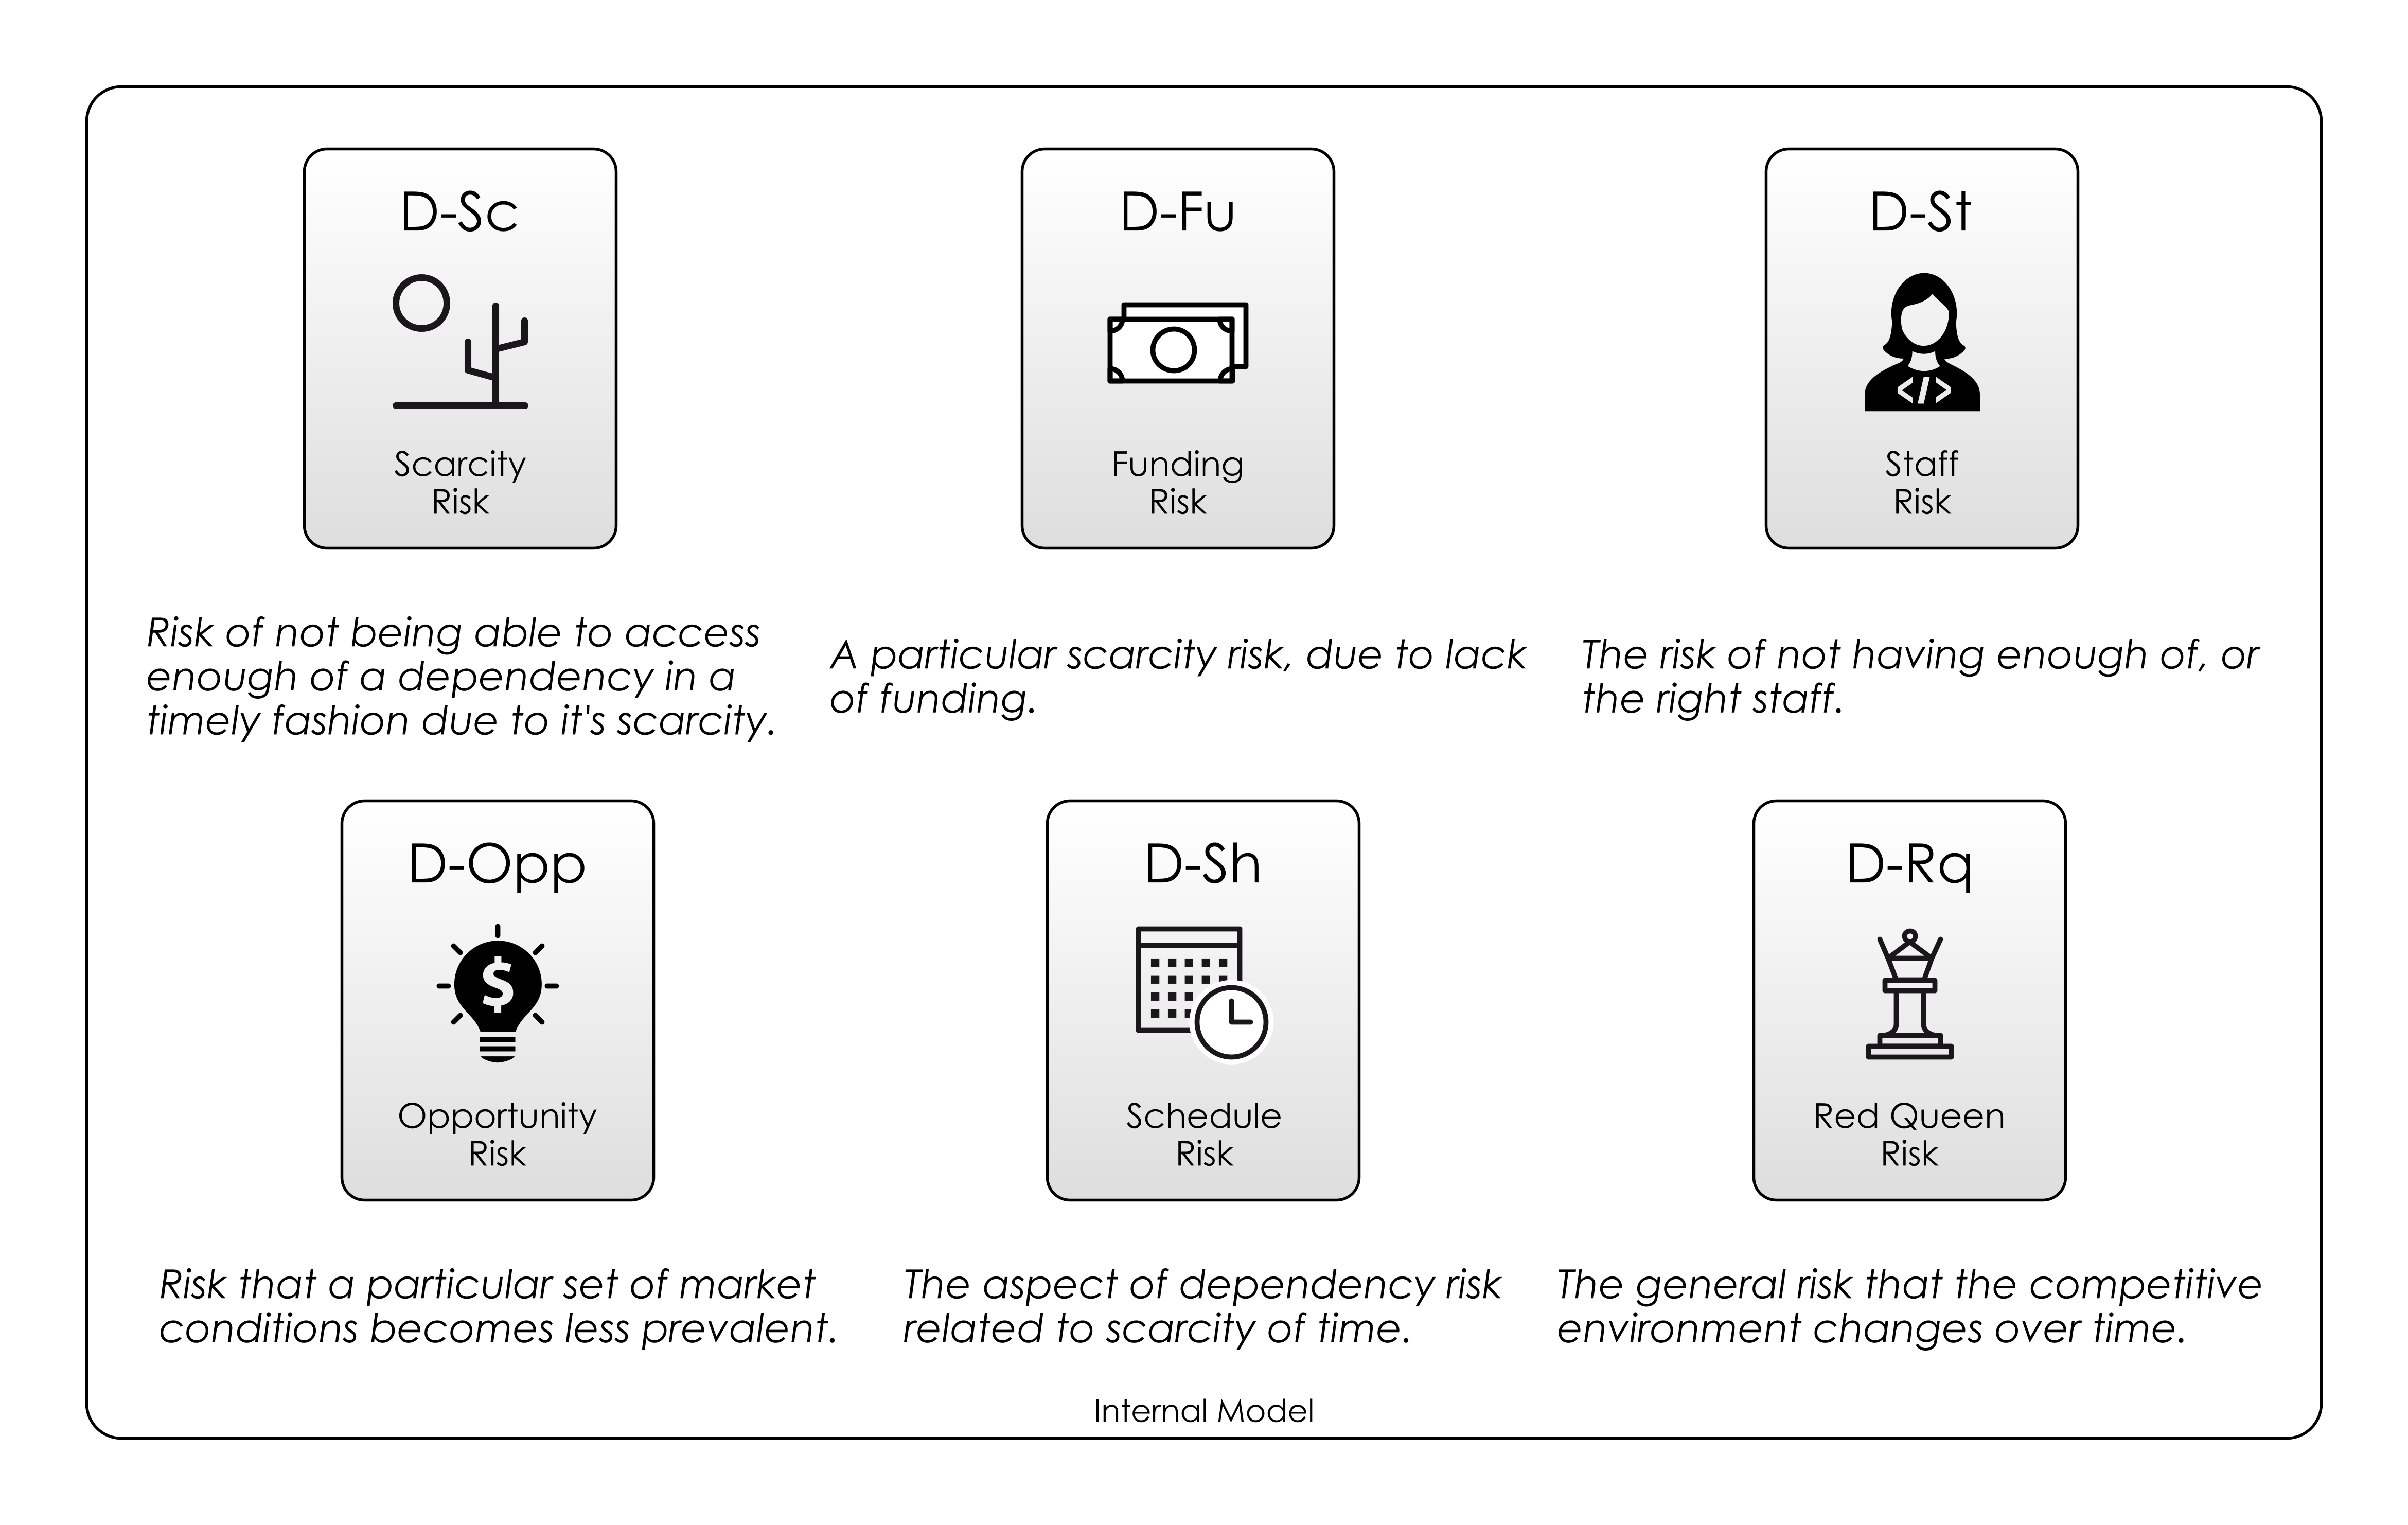 D-Sc
Scarcity
Risk
Risk of not being able to access
enough of a dependency in a
timely fashion due to it's scarcity.
D-Fu
Funding
Risk
A particular scarcity risk, due to lack
of funding.
D-St
</>
Staff
Risk
The risk of not having enough of, or
the right staff.
D-Opp
$
Opportunity
Risk
Risk that a particular set of market
conditions becomes less prevalent.
D-Sh
Schedule
Risk
The aspect of dependency risk
related to scarcity of time.
D-Rq
Red Queen
Risk
The general risk that the competitive
environment changes over time.
Internal Model